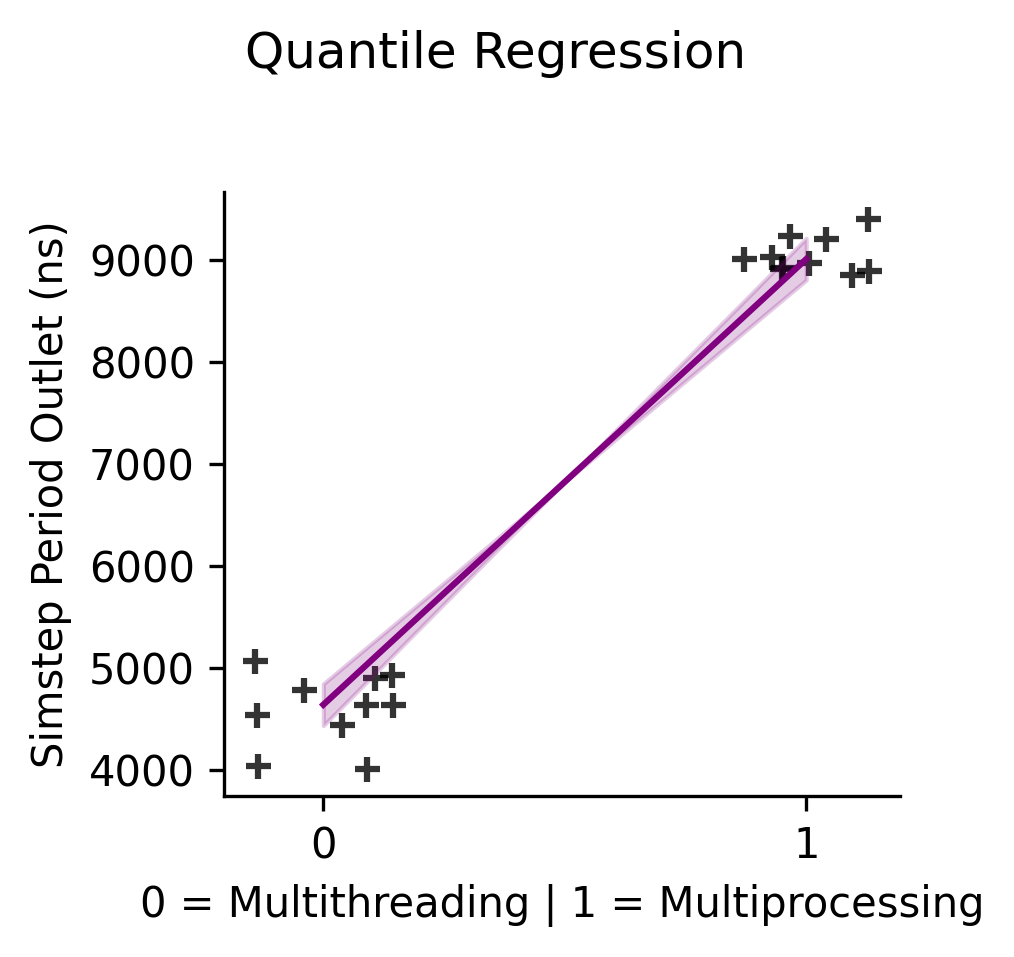 Quantile Regression
Simstep Period Outlet (ns)
9000
8000
7000
6000
5000
4000
0 1
0 = Multithreading | 1 = Multiprocessing